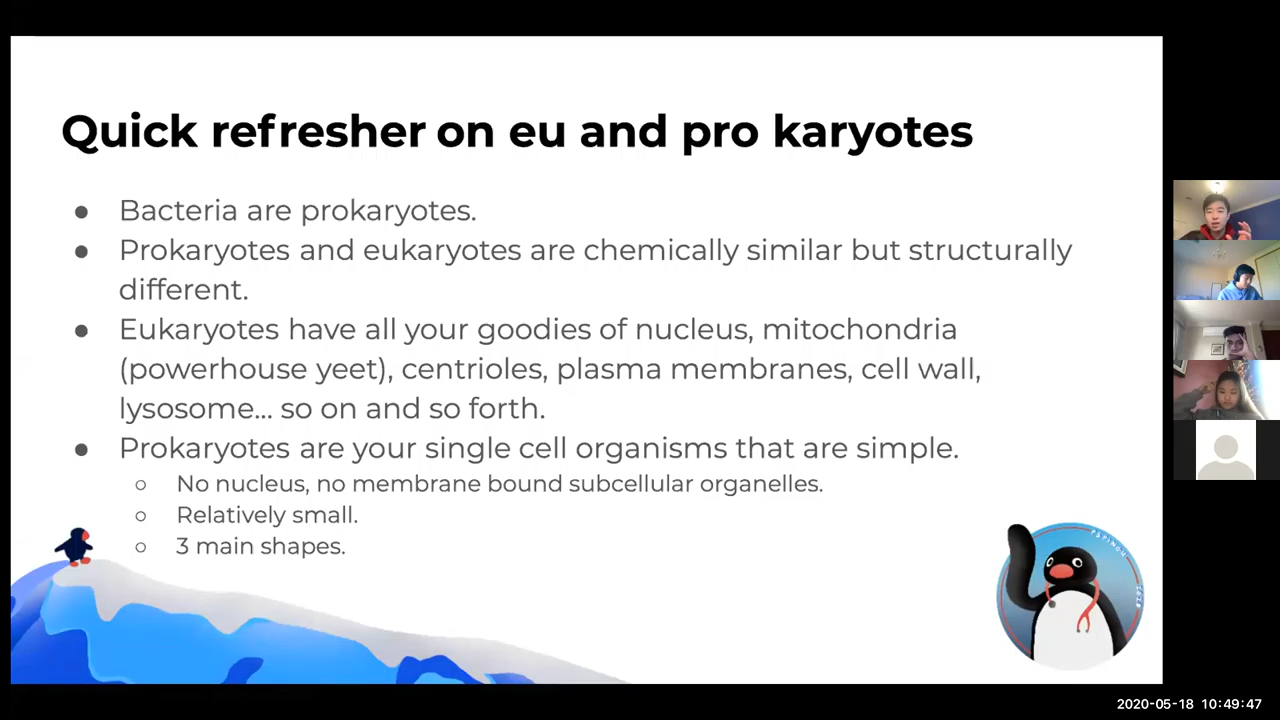 Quick refresher on eu and pro karyotes
● Bacteria are prokaryotes.
● Prokaryotes and eukaryotes are chemically similar but structurally
different.
● Eukaryotes have all your goodies of nucleus, mitochondria
(powerhouse yeet), centrioles, plasma membranes, cell wall,
lysosome... so on and so forth.
● Prokaryotes are your single cell organisms that are simple.
○ No nucleus, no membrane bound subcellular organelles.
○ Relatively small.
○ 3 main shapes.
2020-05-18 10:49:47